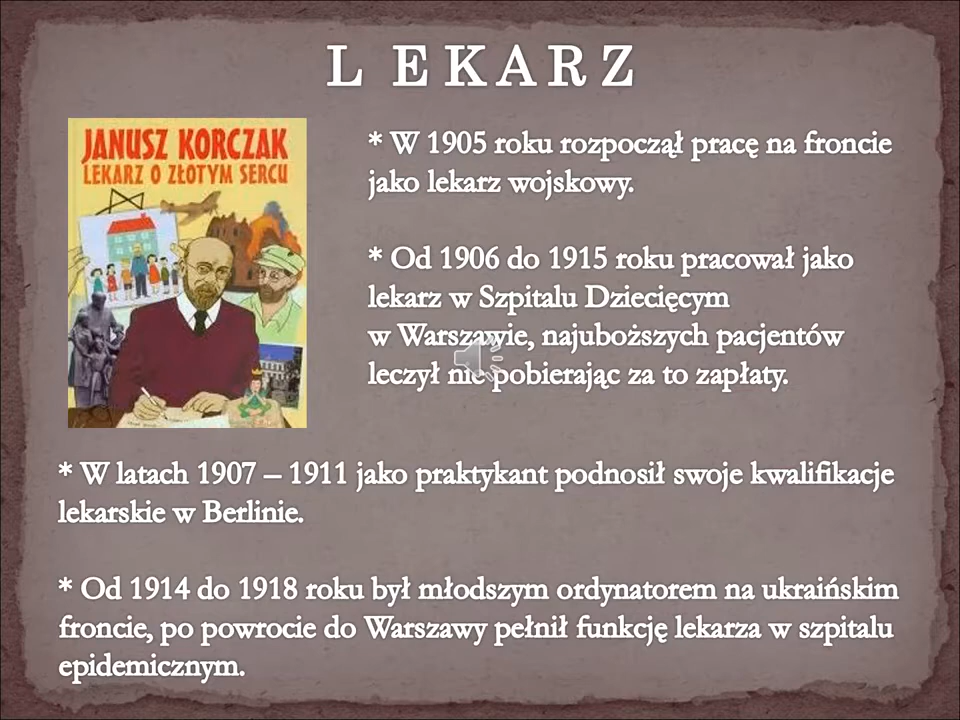 L EKARZ
JANUSZ KORCZAK
LEKARZ O ZŁOTYM SERCU
* W 1905 roku rozpoczął pracę na froncie
jako lekarz wojskowy.
* Od 1906 do 1915 roku pracował jako
lekarz w Szpitalu Dziecięcym
w Warszawie, najuboższych pacjentów
leczył nie pobierając za to zapłaty.
* W latach 1907 – 1911 jako praktykant podnosił swoje kwalifikacje
lekarskie w Berlinie.
* Od 1914 do 1918 roku był młodszym ordynatorem na ukraińskim
froncie, po powrocie do Warszawy pełnił funkcję lekarza w szpitalu
epidemicznym.